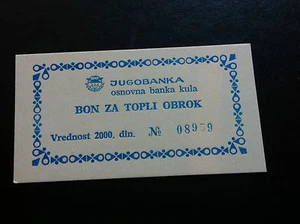 JUGOBANKA
osnovna banka kula
BON ZA TOPLI OBROK
Vrednost 2000. din. № 08959